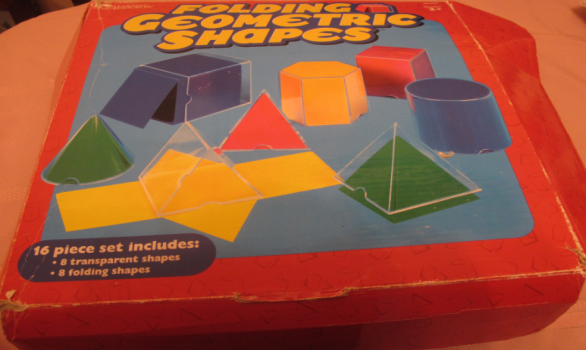 FOLDING
GEOMETRIC
SHAPES
16 piece set includes:
• 8 transparent shapes
• 8 folding shapes